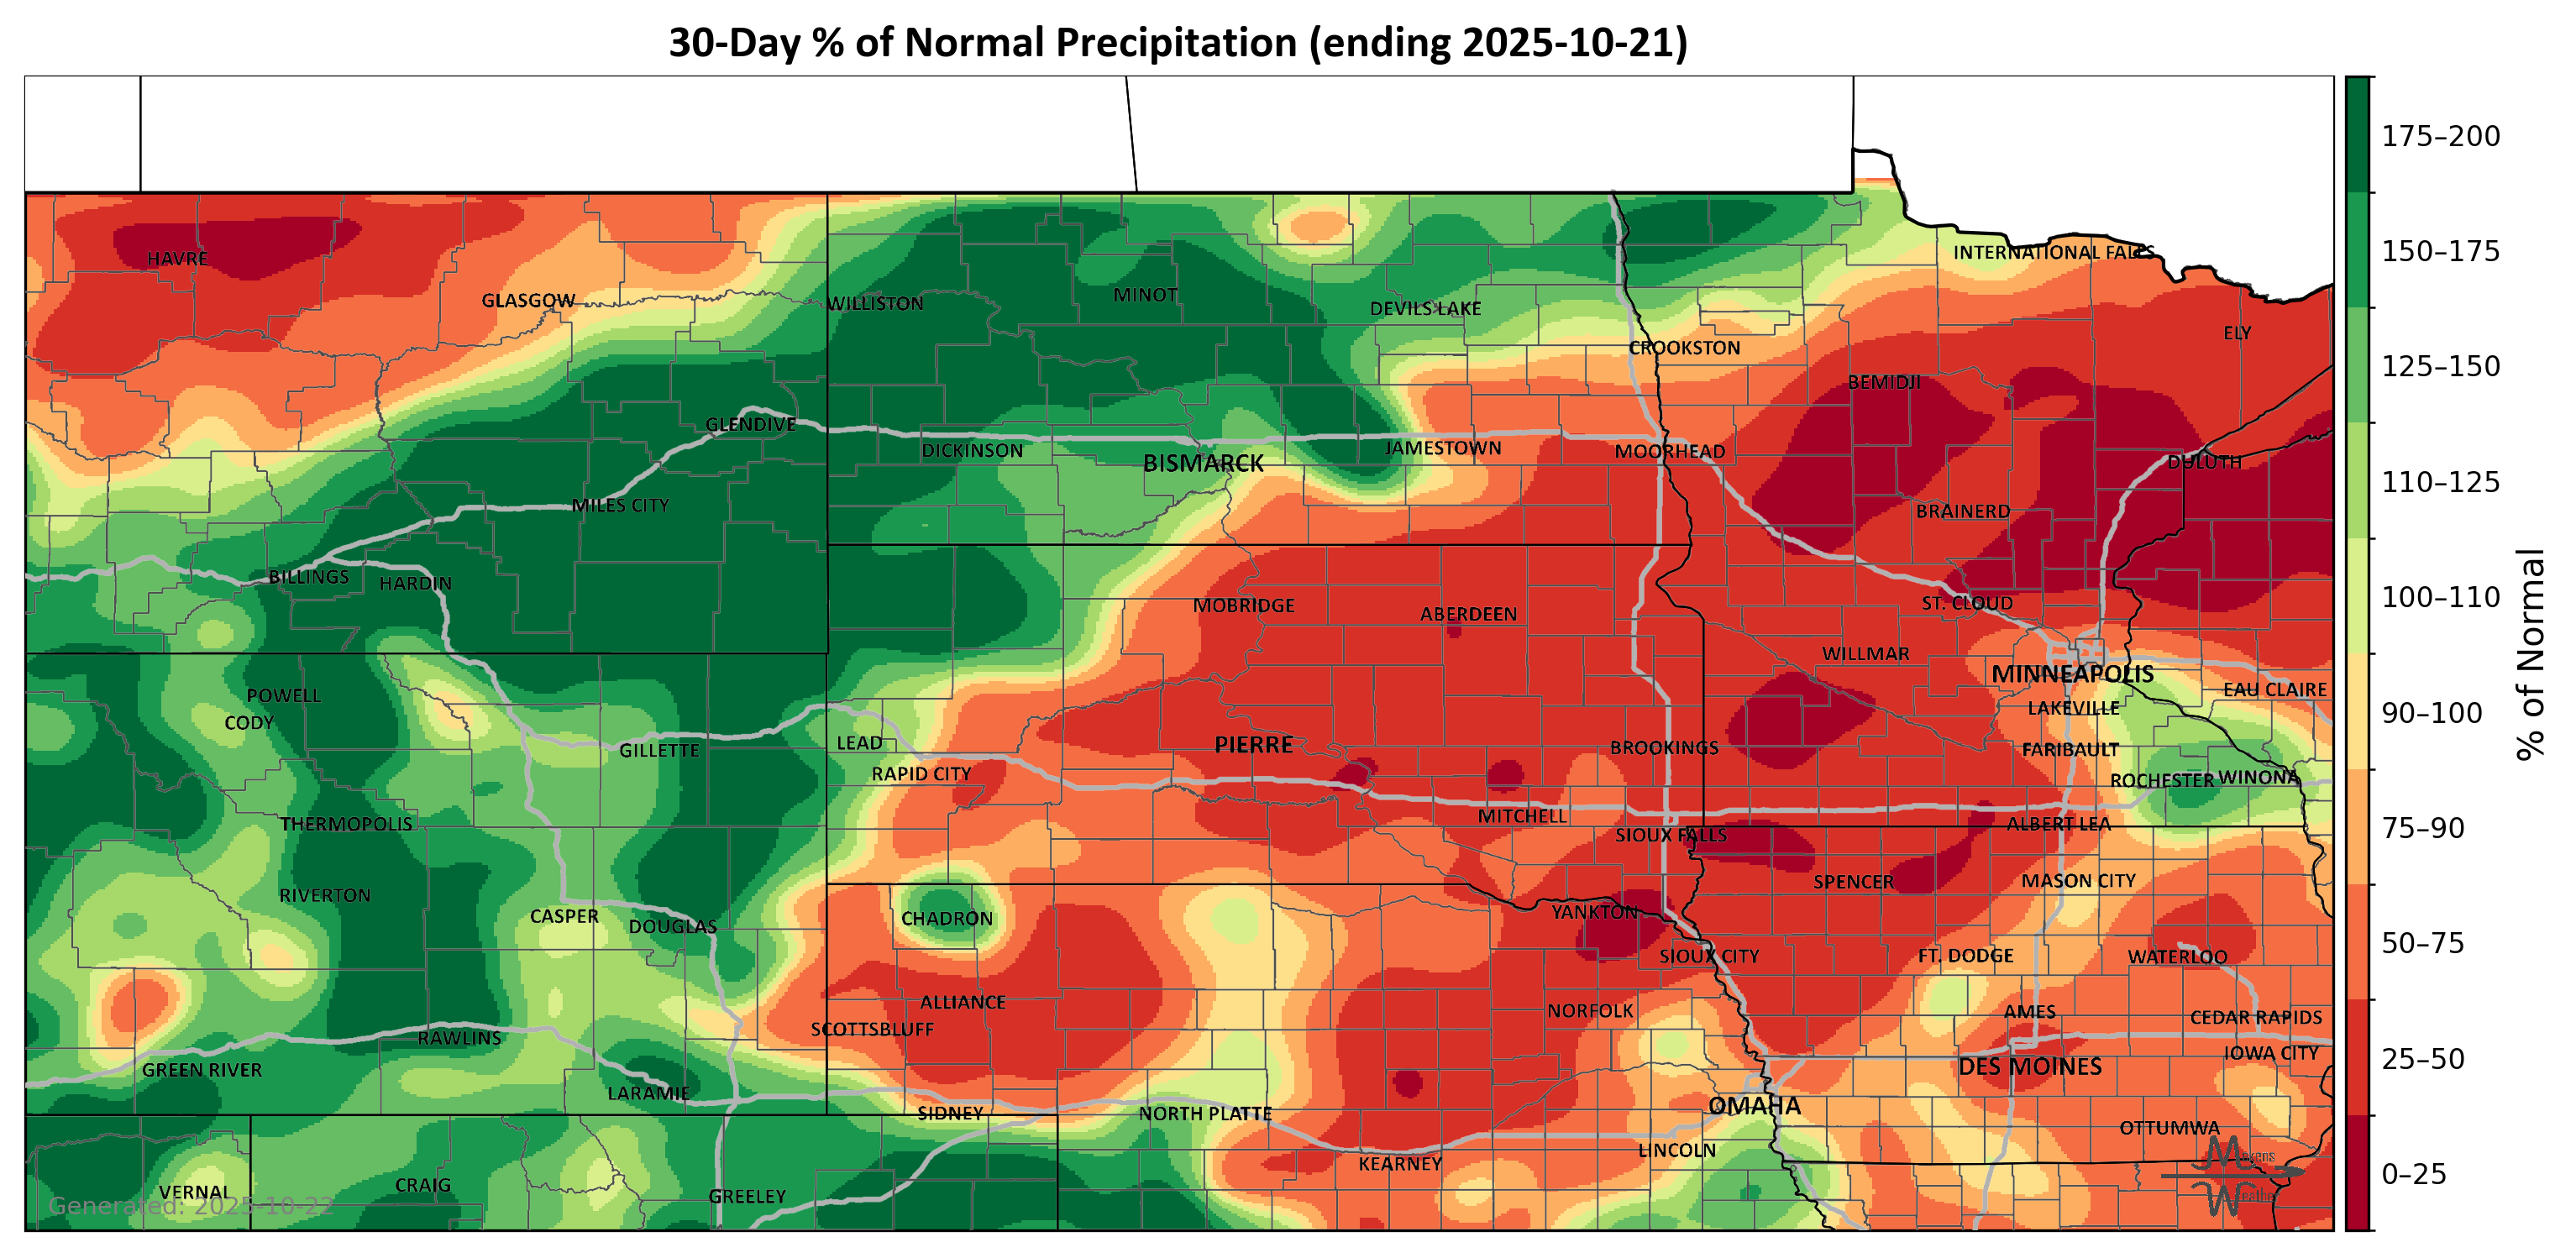 30-Day % of Normal Precipitation (ending 2025-10-21)
175–200
150–175
125–150
110–125
100–110
90–100
75–90
50–75
25–50
0–25
% of Normal
INTERNATIONAL FALLS
HAVRE
GLASGOW
WILLISTON
MINOT
DEVILS LAKE
CROOKSTON
ELY
BEMIDJI
GLENDIVE
DICKINSON
BISMARCK
JAMESTOWN
MOORHEAD
DULUTH
MILES CITY
BRAINERD
BILLINGS
HARDIN
MOBRIDGE
ABERDEEN
ST. CLOUD
WILLMAR
MINNEAPOLIS
POWELL
CODY
EAU CLAIRE
LAKEVILLE
GILLETTE
LEAD
PIERRE
BROOKINGS
FARIBAULT
RAPID CITY
ROCHESTER
WINONA
THERMOPOLIS
MITCHELL
SIOUX FALLS
ALBERT LEA
RIVERTON
SPENCER
MASON CITY
CASPER
DOUGLAS
CHADRON
YANKTON
SIOUX CITY
FT. DODGE
WATERLOO
ALLIANCE
NORFOLK
AMES
CEDAR RAPIDS
SCOTTSBLUFF
RAWLINS
IOWA CITY
GREEN RIVER
DES MOINES
LARAMIE
SIDNEY
NORTH PLATTE
OMAHA
OTTUMWA
LINCOLN
KEARNEY
VERNAL
CRAIG
GREELEY
Generated: 2025-10-22
Makens
Weather